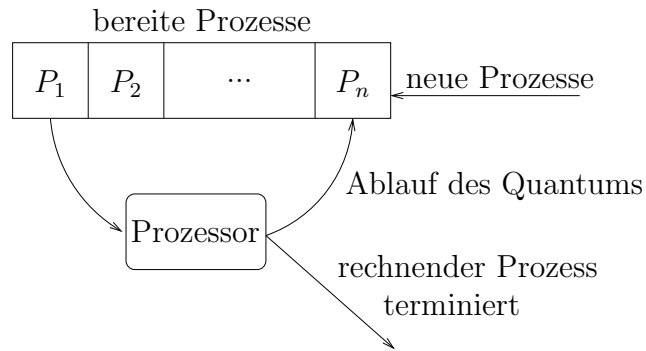 bereite Prozesse
P1 P2 ... Pn
neue Prozesse
Ablauf des Quantums
Prozessor
rechnender Prozess
terminiert